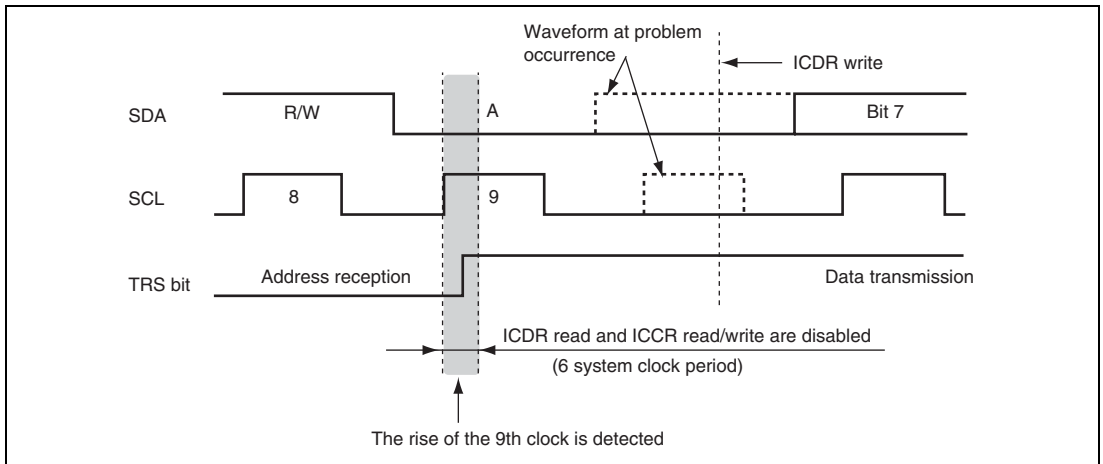 Waveform at problem
occurrence
ICDR write
SDA
R/W
A
Bit 7
SCL
8
9
TRS bit
Address reception
Data transmission
ICDR read and ICCR read/write are disabled
(6 system clock period)
The rise of the 9th clock is detected